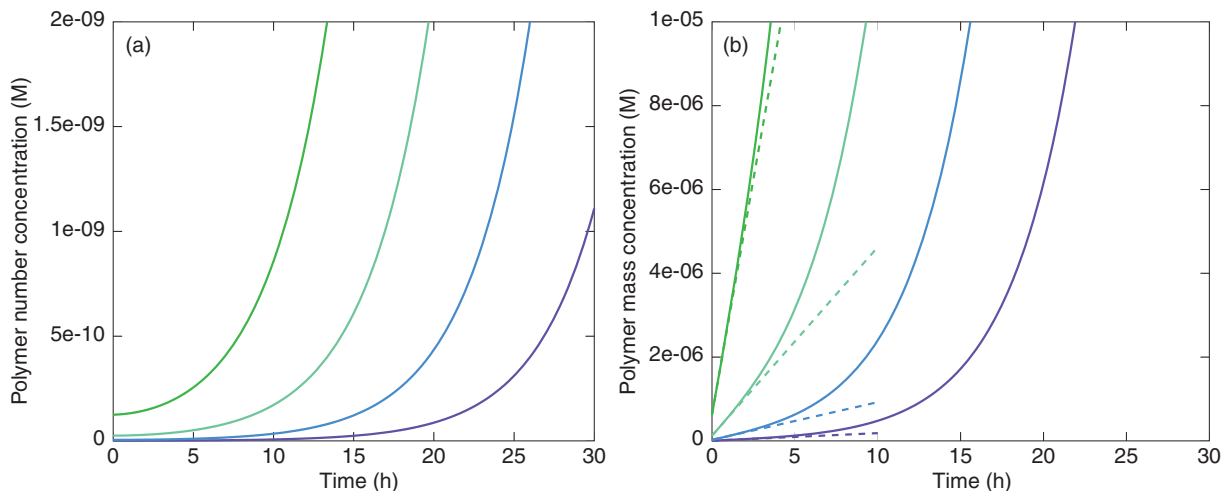 (a)
Polymer number concentration (M)
2e-09
1.5e-09
1e-09
5e-10
0
0 5 10 15 20 25 30
Time (h)
(b)
Polymer mass concentration (M)
1e-05
8e-06
6e-06
4e-06
2e-06
0
0 5 10 15 20 25 30
Time (h)